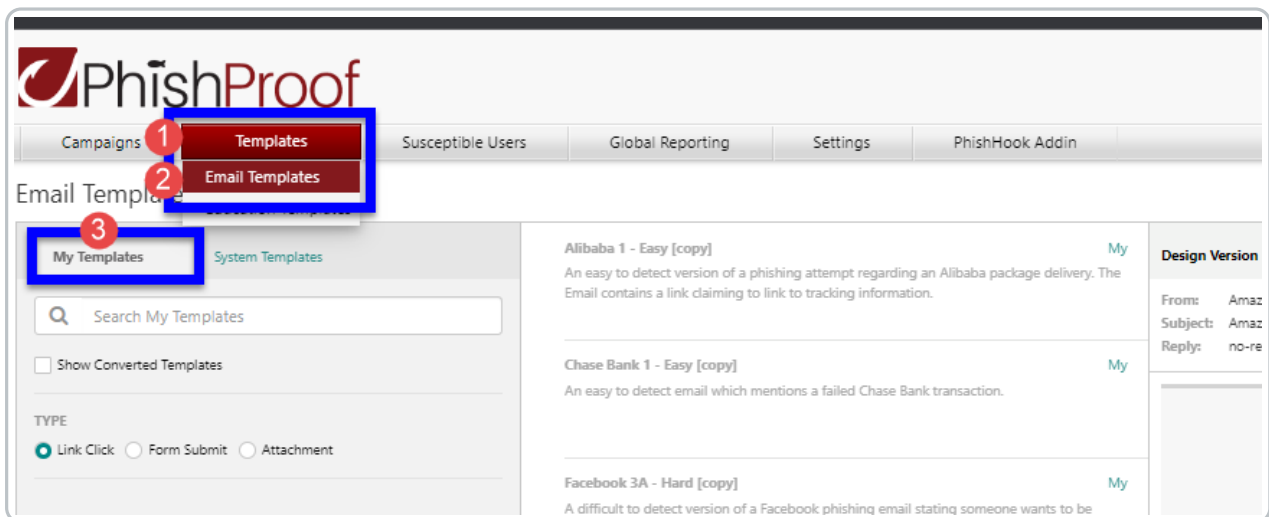 PhishProof
Campaigns
1
Templates
Susceptible Users
Global Reporting
Settings
PhishHook Addin
2
Email Templates
Email Template
3
My Templates
System Templates
Search My Templates
Show Converted Templates
TYPE
Link Click
Form Submit
Attachment
Alibaba 1 - Easy [copy]
My
An easy to detect version of a phishing attempt regarding an Alibaba package delivery. The
Email contains a link claiming to link to tracking information.
Chase Bank 1 - Easy [copy]
My
An easy to detect email which mentions a failed Chase Bank transaction.
Facebook 3A - Hard [copy]
My
A difficult to detect version of a Facebook phishing email stating someone wants to be
Design Version
From: Amaz
Subject: Amaz
Reply: no-re